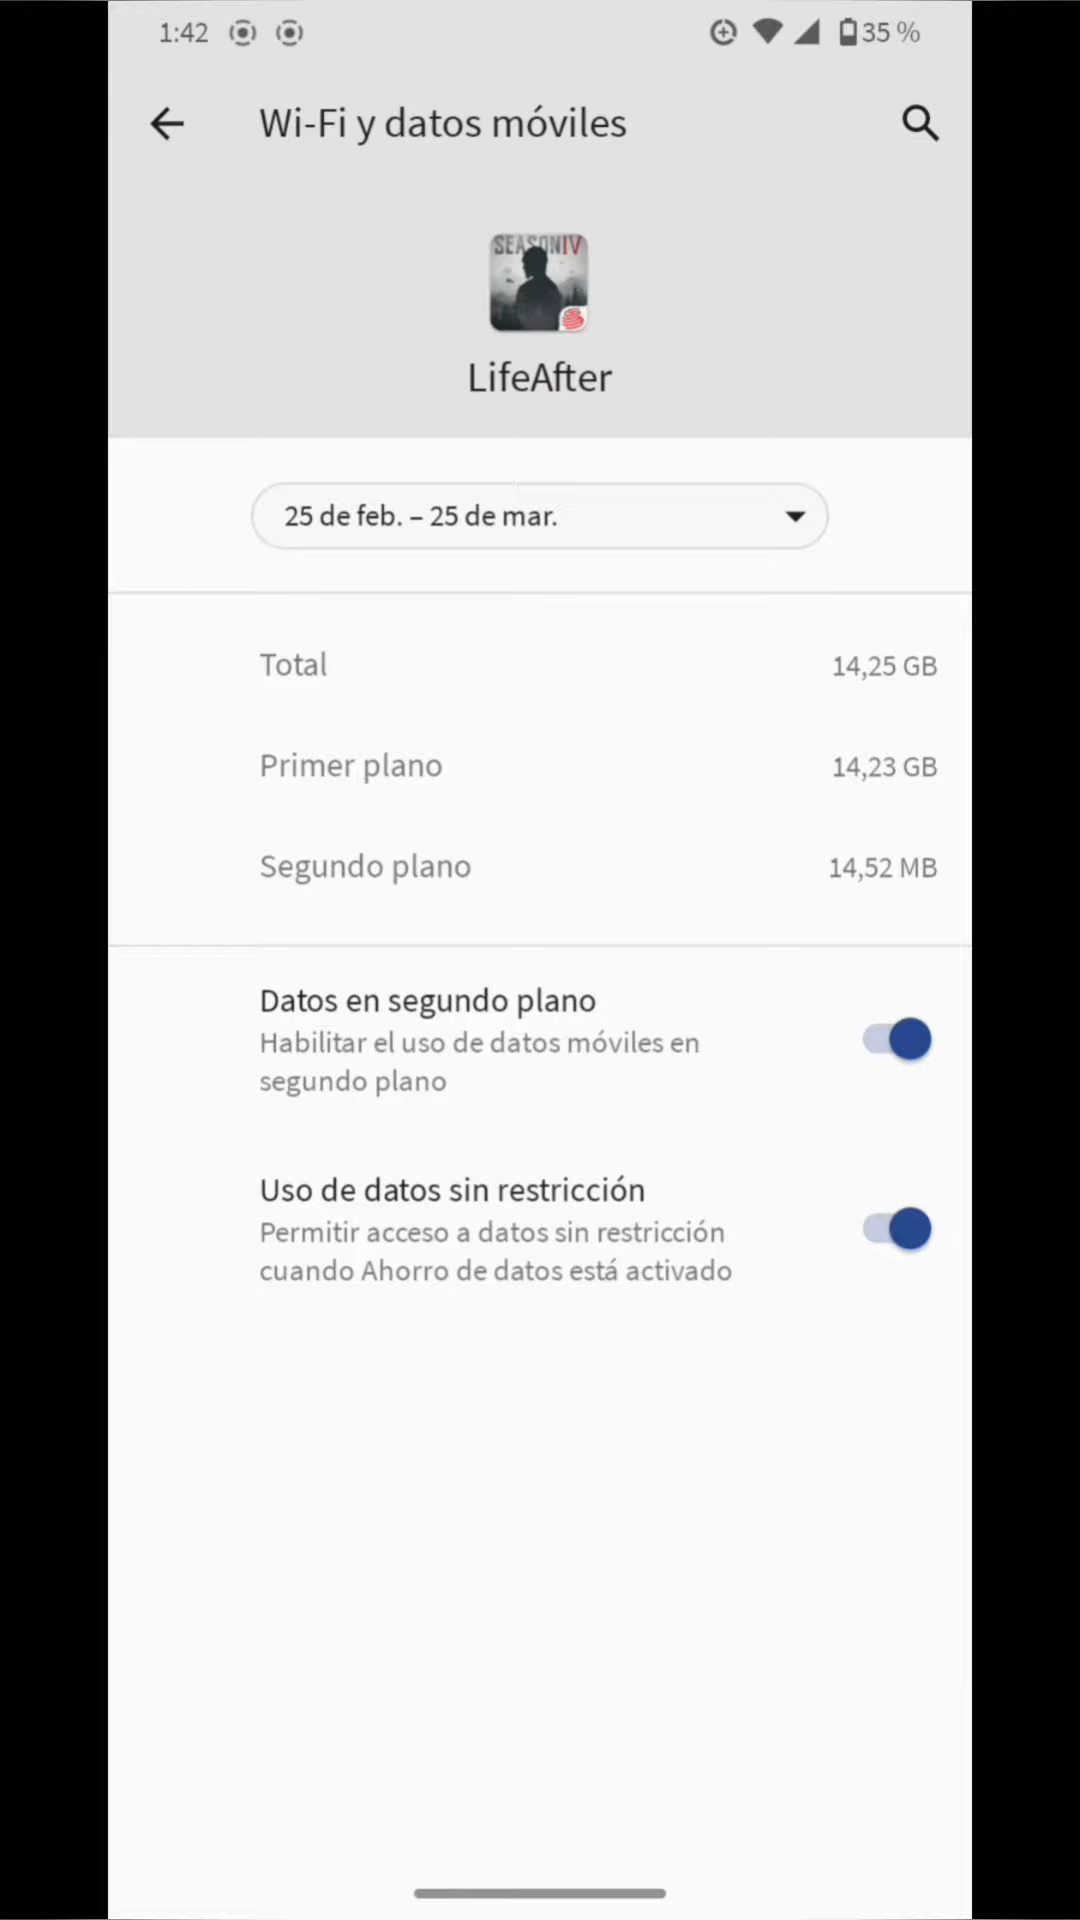 1:42
35 %
Wi-Fi y datos móviles
SEASON IV
LifeAfter
25 de feb. – 25 de mar.
Total
14,25 GB
Primer plano
14,23 GB
Segundo plano
14,52 MB
Datos en segundo plano
Habilitar el uso de datos móviles en
segundo plano
Uso de datos sin restricción
Permitir acceso a datos sin restricción
cuando Ahorro de datos está activado